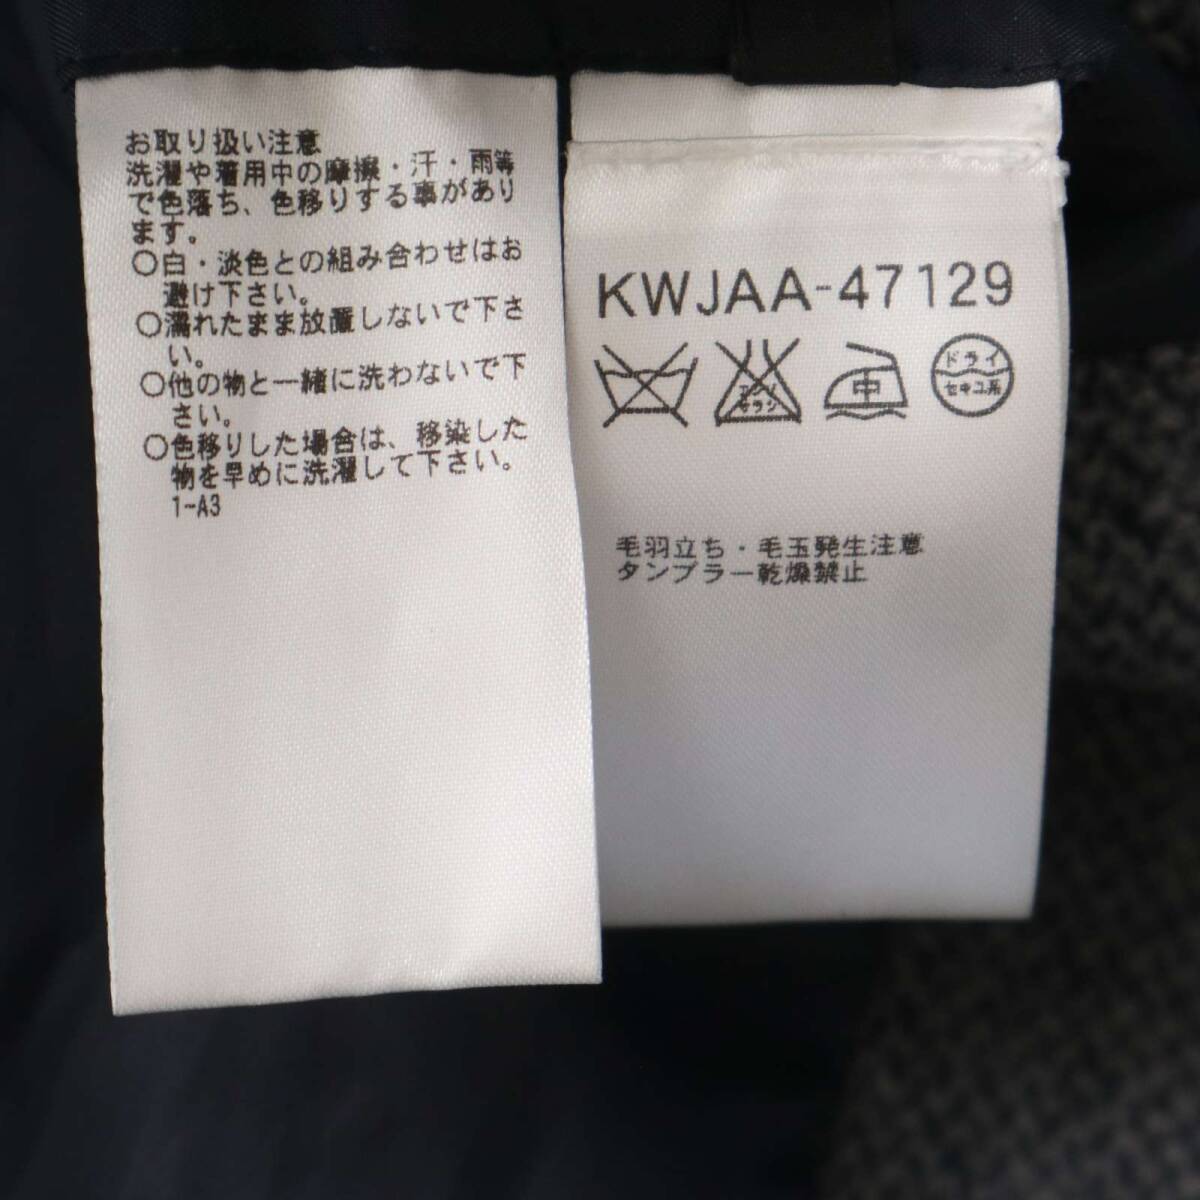 お取り扱い注意
洗濯や着用中の摩擦・汗・雨等
で色落ち、色移りする事があり
ます。
○白・淡色との組み合わせはお
避け下さい。
○濡れたまま放置しないで下さ
い。
○他の物と一緒に洗わないで下
さい。
○色移りした場合は、移染した
物を早めに洗濯して下さい。
1-A3
KWJAA-47129
エンソ
サラシ
中
ドライ
セキユ系
毛羽立ち・毛玉発生注意
タンブラー乾燥禁止